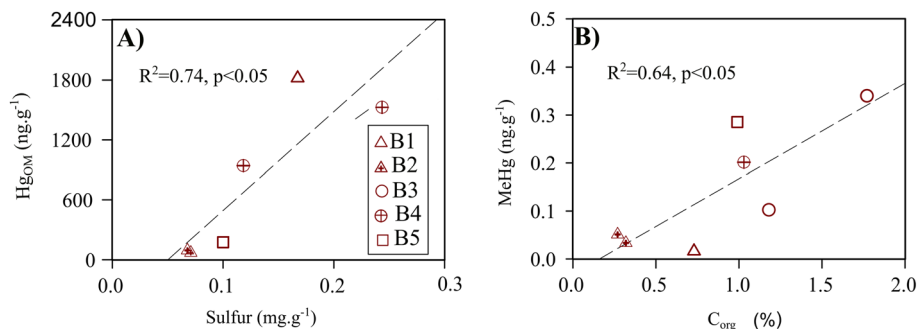 A)
R²=0.74, p<0.05
Hg_OM (ng.g⁻¹)
2400
1800
1200
600
0
0.0 0.1 0.2 0.3
Sulfur (mg.g⁻¹)
B1
B2
B3
B4
B5
B)
R²=0.64, p<0.05
MeHg (ng.g⁻¹)
0.5
0.4
0.3
0.2
0.1
0.0
0.0 0.5 1.0 1.5 2.0
C_org (%)